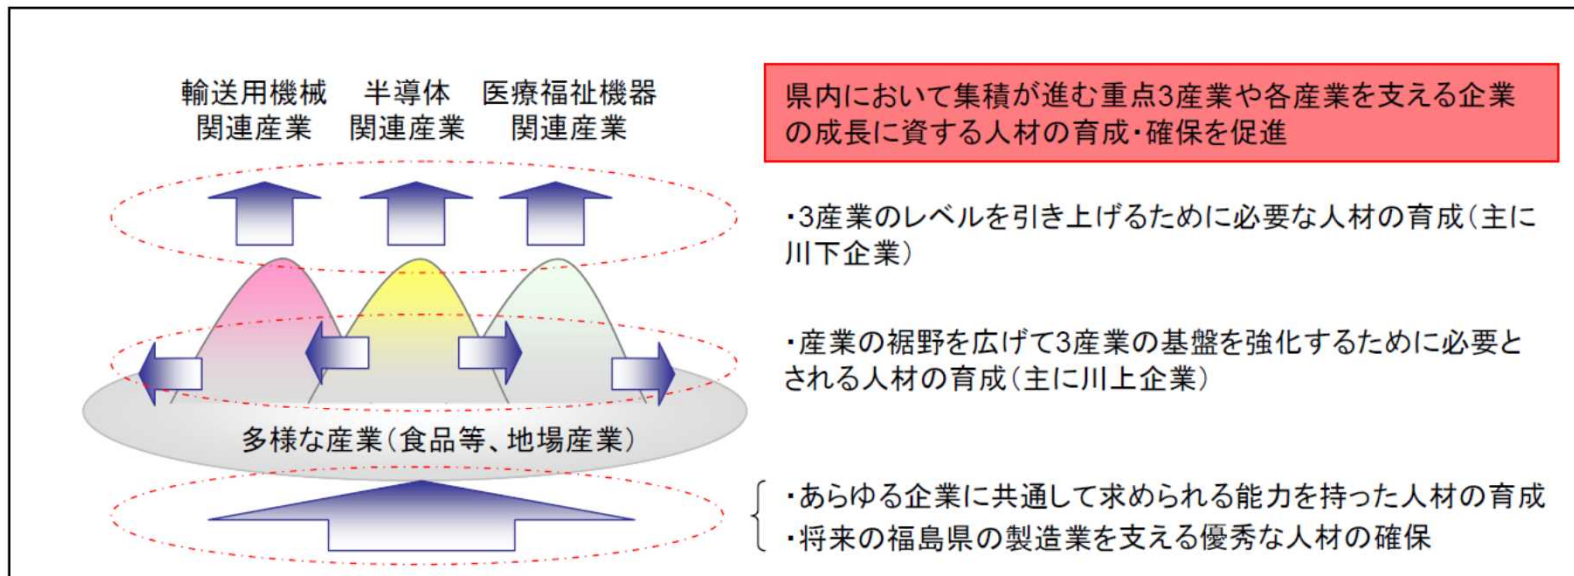 輸送用機械
関連産業
半導体
関連産業
医療福祉機器
関連産業
県内において集積が進む重点3産業や各産業を支える企業
の成長に資する人材の育成・確保を促進
・3産業のレベルを引き上げるために必要な人材の育成(主に
川下企業)
・産業の裾野を広げて3産業の基盤を強化するために必要と
される人材の育成(主に川上企業)
多様な産業(食品等、地場産業)
・あらゆる企業に共通して求められる能力を持った人材の育成
・将来の福島県の製造業を支える優秀な人材の確保